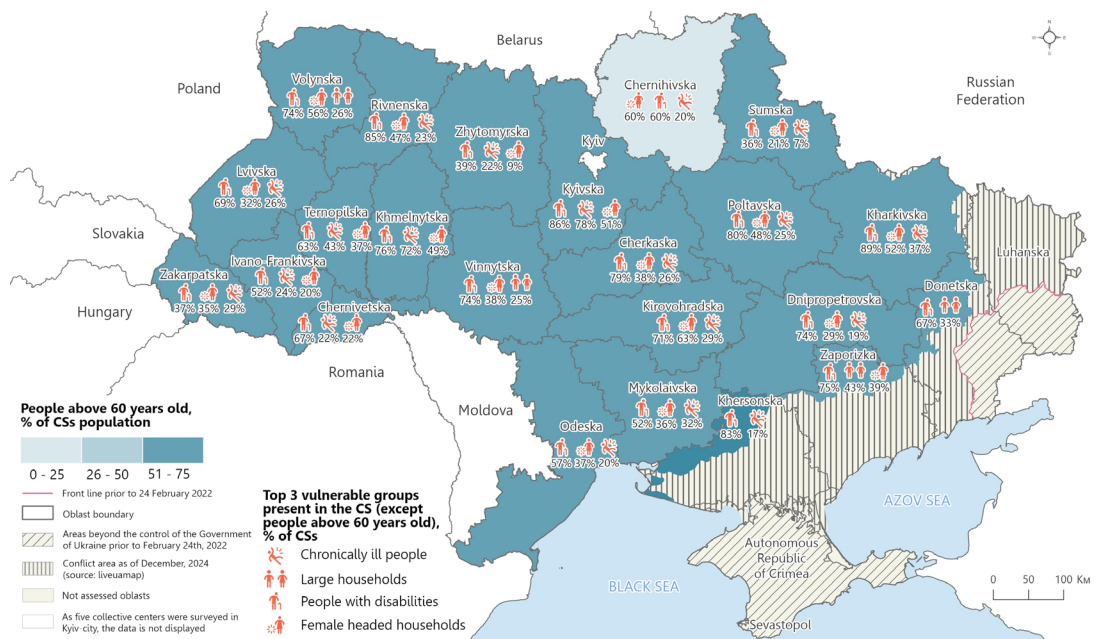 Belarus
Poland
Russian
Federation
Slovakia
Hungary
Romania
Moldova
BLACK SEA
AZOV SEA
N
W
E
S
Volynska
74% 56% 26%
Rivnenska
85% 47% 23%
Zhytomyrska
39% 22% 9%
Chernihivska
60% 60% 20%
Sumska
36% 21% 7%
Kyiv
Kyivska
86% 78% 51%
Lvivska
69% 32% 26%
Ternopilska
63% 43% 37%
Khmelnytska
76% 72% 49%
Poltavska
80% 48% 25%
Kharkivska
89% 52% 37%
Luhanska
Cherkaska
79% 38% 26%
Zakarpatska
37% 35% 29%
Ivano-Frankivska
52% 24% 20%
Chernivetska
67% 22% 22%
Vinnytska
74% 38% 25%
Kirovohradska
71% 63% 29%
Dnipropetrovska
74% 29% 19%
Donetska
67% 33%
Zaporizka
75% 43% 39%
Mykolaivska
52% 36% 32%
Khersonska
83% 17%
Odeska
57% 37% 20%
Autonomous
Republic
of Crimea
Sevastopol
People above 60 years old,
% of CSs population
0 - 25
26 - 50
51 - 75
Front line prior to 24 February 2022
Oblast boundary
Areas beyond the control of the Government
of Ukraine prior to February 24th, 2022
Conflict area as of December, 2024
(source: liveuamap)
Not assessed oblasts
As five collective centers were surveyed in
Kyiv-city, the data is not displayed
Top 3 vulnerable groups
present in the CS (except
people above 60 years old),
% of CSs
Chronically ill people
Large households
People with disabilities
Female headed households
0 50 100 Км